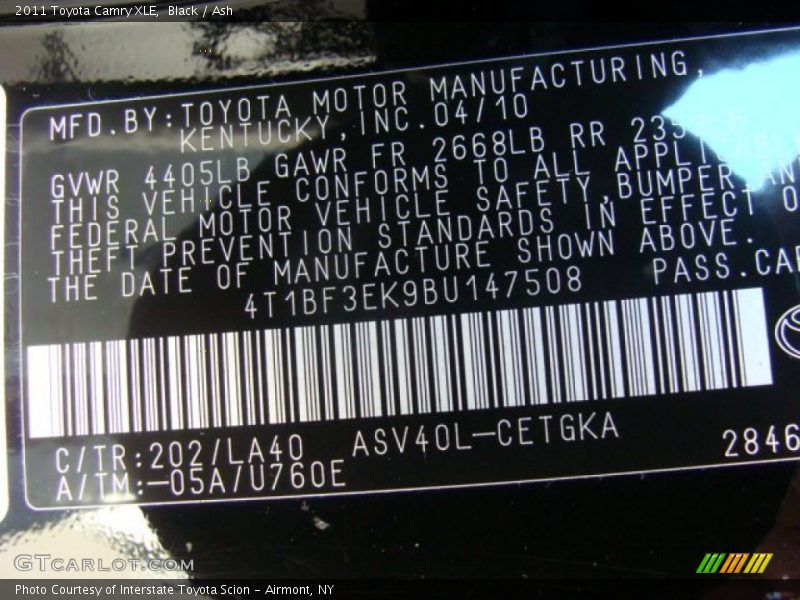 2011 Toyota Camry XLE, Black / Ash
MFD.BY:TOYOTA MOTOR MANUFACTURING,
KENTUCKY,INC.04/10
GVWR 4405LB GAWR FR 2668LB RR
THIS VEHICLE CONFORMS TO ALL
FEDERAL MOTOR VEHICLE SAFETY,BUMPER,
THEFT PREVENTION STANDARDS IN EFFECT
THE DATE OF MANUFACTURE SHOWN ABOVE.
4T1BF3EK9BU147508 PASS.CAR
C/TR:202/LA40 ASV40L-CETGKA 2846
A/TM:-05A/U760E
GTCARLOT.COM
Photo Courtesy of Interstate Toyota Scion - Airmont, NY